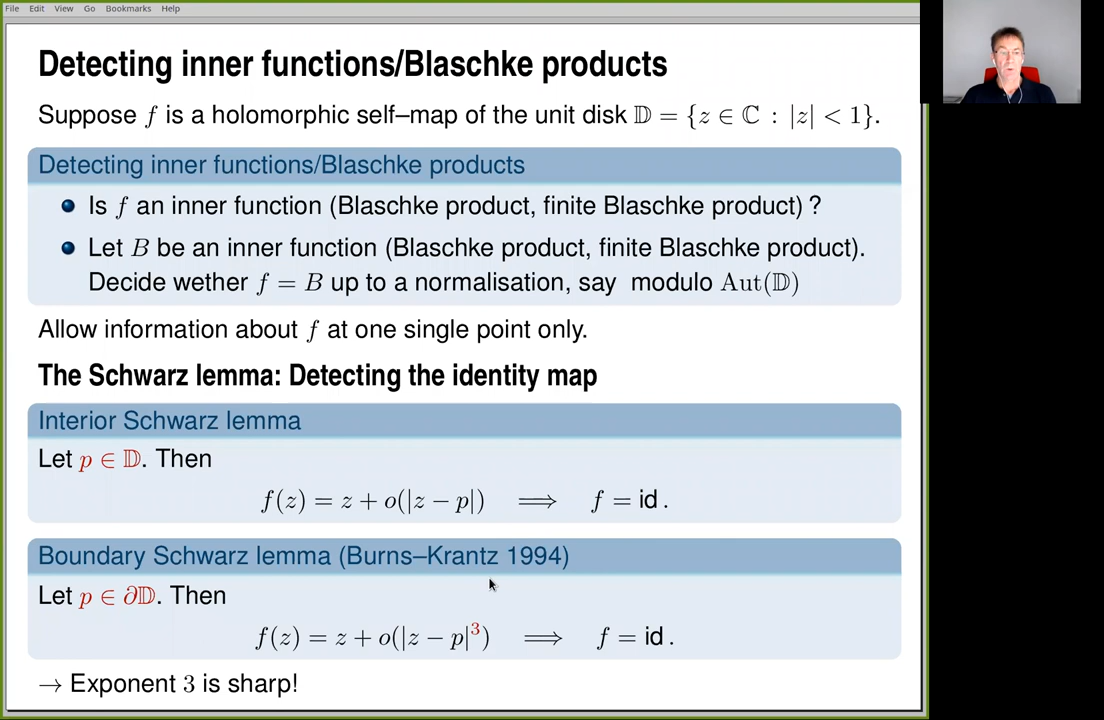 File Edit View Go Bookmarks Help
Detecting inner functions/Blaschke products
Suppose f is a holomorphic self–map of the unit disk 𝔻 = {z ∈ ℂ : |z| < 1}.
Detecting inner functions/Blaschke products
Is f an inner function (Blaschke product, finite Blaschke product) ?
Let B be an inner function (Blaschke product, finite Blaschke product).
Decide wether f = B up to a normalisation, say modulo Aut(𝔻)
Allow information about f at one single point only.
The Schwarz lemma: Detecting the identity map
Interior Schwarz lemma
Let p ∈ 𝔻. Then
f(z) = z + o(|z − p|) ⟹ f = id .
Boundary Schwarz lemma (Burns–Krantz 1994)
Let p ∈ ∂𝔻. Then
f(z) = z + o(|z − p|³) ⟹ f = id .
→ Exponent 3 is sharp!